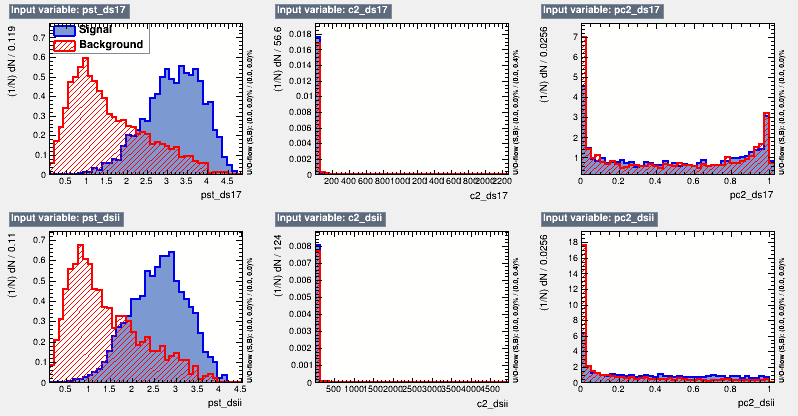 Input variable: pst_ds17
(1/N) dN / 0.119
0.7
0.6
0.5
0.4
0.3
0.2
0.1
0
Signal
Background
0.5 1 1.5 2 2.5 3 3.5 4 4.5
pst_ds17
U/O-flow (S,B): (0.0, 0.0)% / (0.0, 0.0)%
Input variable: c2_ds17
(1/N) dN / 56.6
0.018
0.016
0.014
0.012
0.01
0.008
0.006
0.004
0.002
0
200 400 600 800 1000 1200 1400 1600 1800 2000 2200
c2_ds17
U/O-flow (S,B): (0.0, 0.0)% / (0.0, 0.4)%
Input variable: pc2_ds17
(1/N) dN / 0.0256
7
6
5
4
3
2
1
0 0.2 0.4 0.6 0.8 1
pc2_ds17
U/O-flow (S,B): (0.0, 0.0)% / (0.0, 0.0)%
Input variable: pst_dsii
(1/N) dN / 0.11
0.7
0.6
0.5
0.4
0.3
0.2
0.1
0
0.5 1 1.5 2 2.5 3 3.5 4 4.5
pst_dsii
U/O-flow (S,B): (0.0, 0.0)% / (0.0, 0.0)%
Input variable: c2_dsii
(1/N) dN / 124
0.008
0.007
0.006
0.005
0.004
0.003
0.002
0.001
0
500 1000 1500 2000 2500 3000 3500 4000 4500
c2_dsii
U/O-flow (S,B): (0.0, 0.0)% / (0.0, 0.4)%
Input variable: pc2_dsii
(1/N) dN / 0.0256
18
16
14
12
10
8
6
4
2
0
0 0.2 0.4 0.6 0.8 1
pc2_dsii
U/O-flow (S,B): (0.0, 0.0)% / (0.0, 0.0)%